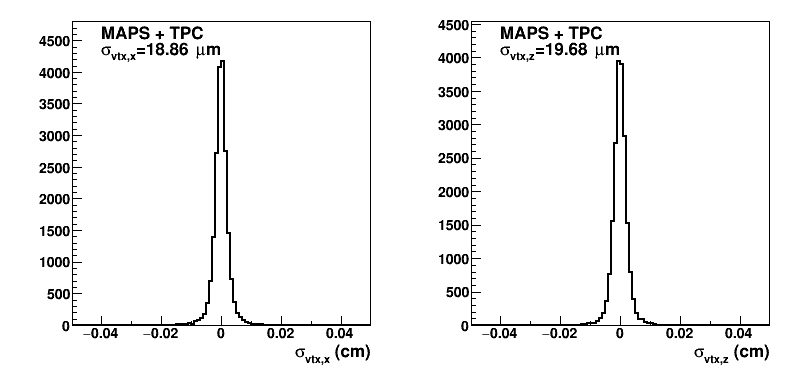 MAPS + TPC
σvtx,x=18.86 μm
4500
4000
3500
3000
2500
2000
1500
1000
500
0
−0.04 −0.02 0 0.02 0.04
σvtx,x (cm)
MAPS + TPC
σvtx,z=19.68 μm
4500
4000
3500
3000
2500
2000
1500
1000
500
0
−0.04 −0.02 0 0.02 0.04
σvtx,z (cm)